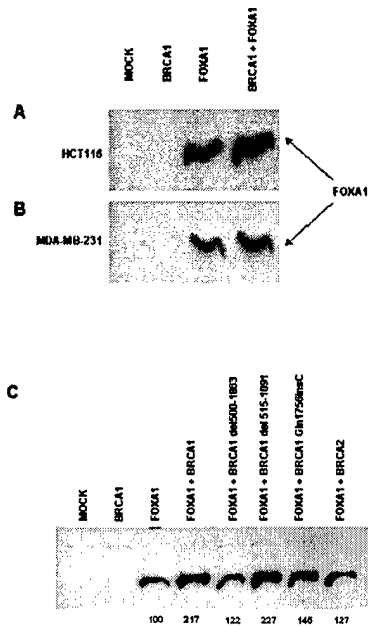 MOCK
BRCA1
FOXA1
BRCA1 + FOXA1
A
HCT116
FOXA1
B
MDA-MB-231
C
MOCK
BRCA1
FOXA1
FOXA1 + BRCA1
FOXA1 + BRCA1 del500-1863
FOXA1 + BRCA1 del 515-1091
FOXA1 + BRCA1 Gln1756insC
FOXA1 + BRCA2
100 217 122 227 146 127